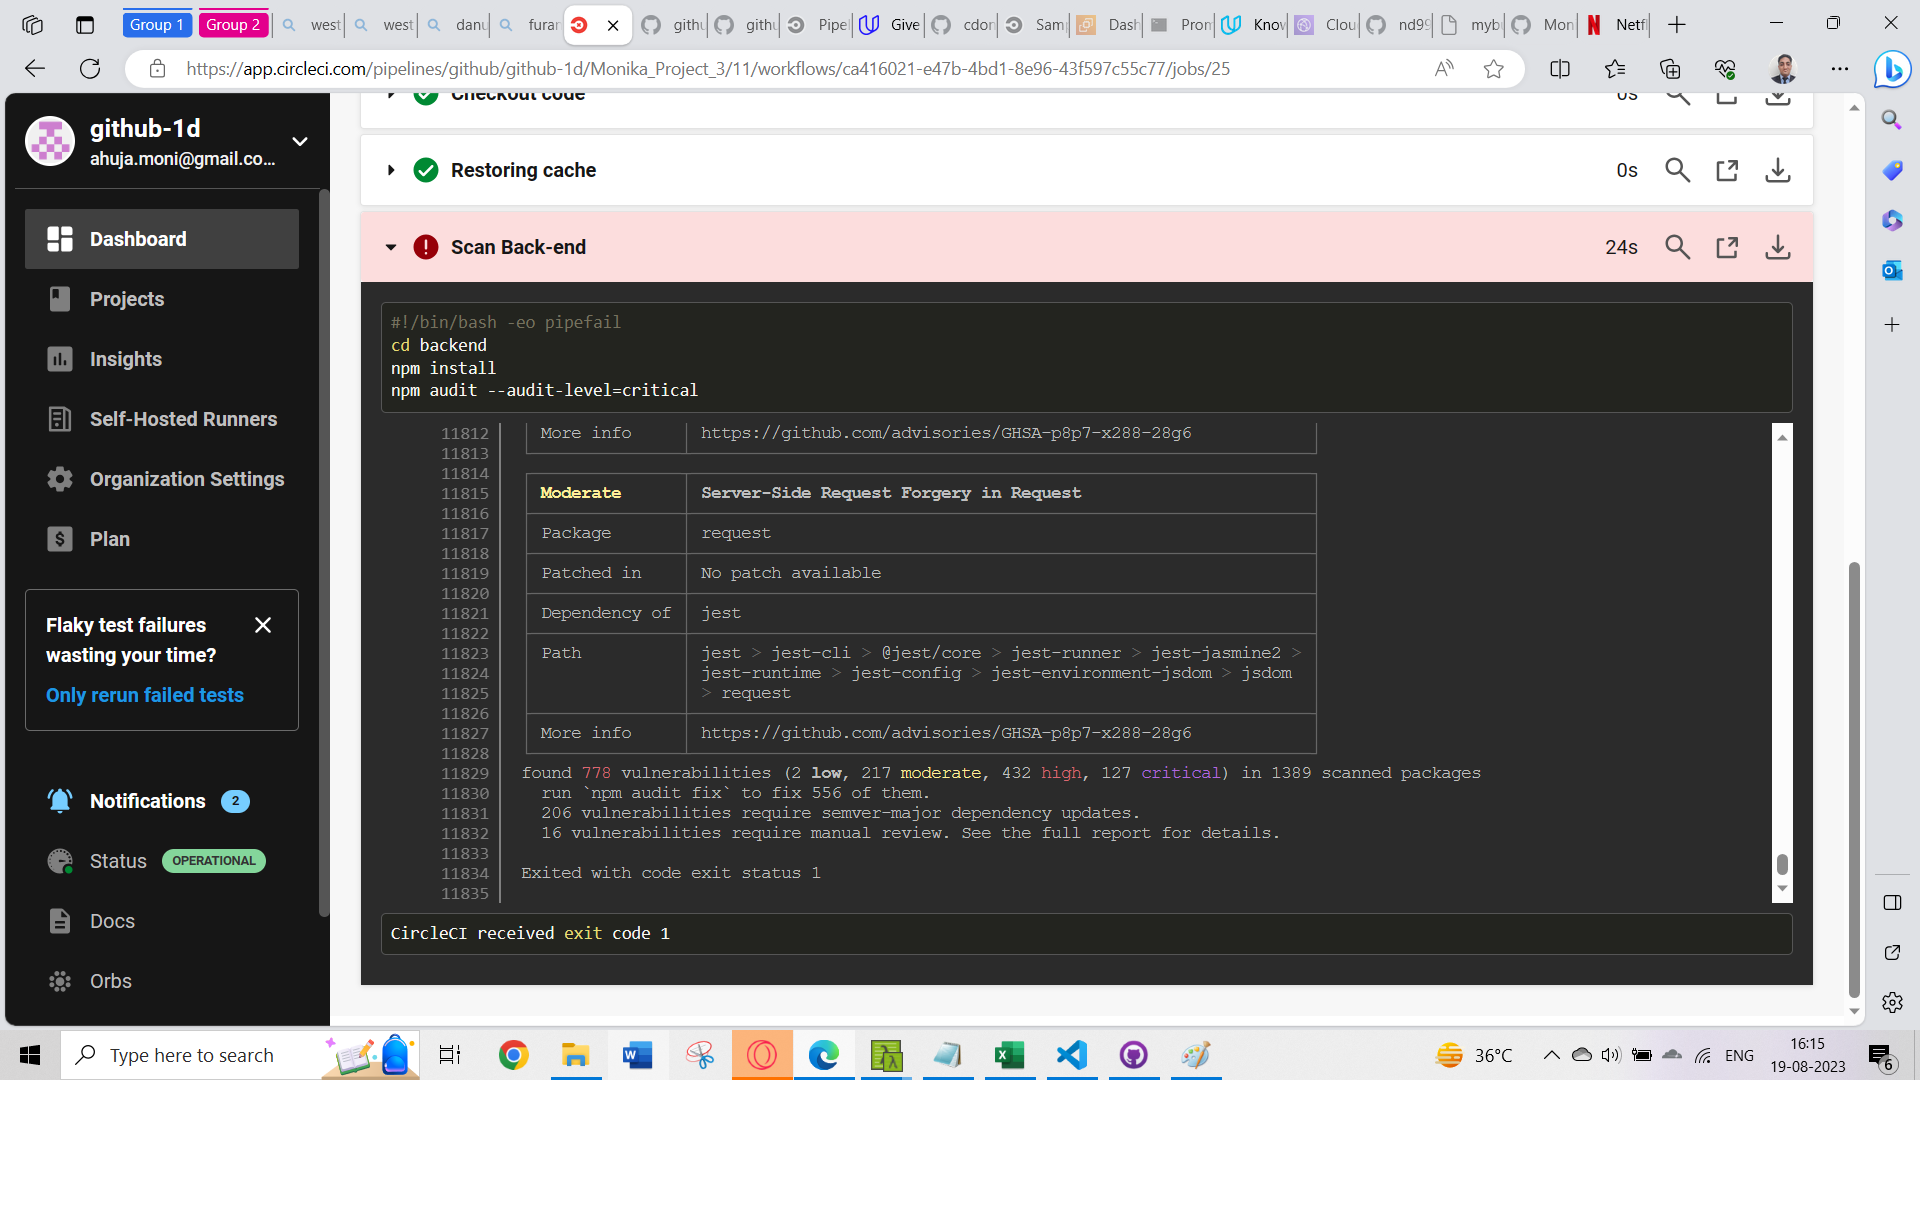 Group 1
Group 2
west
west
danu
furan
githu
githu
Pipel
Give
cdon
Sam
Dash
Pron
Knov
Clou
nd99
mybu
Mon
Netfl
https://app.circleci.com/pipelines/github/github-1d/Monika_Project_3/11/workflows/ca416021-e47b-4bd1-8e96-43f597c55c77/jobs/25
github-1d
ahuja.moni@gmail.co...
Dashboard
Projects
Insights
Self-Hosted Runners
Organization Settings
Plan
Flaky test failures
wasting your time?
Only rerun failed tests
Notifications 2
Status OPERATIONAL
Docs
Orbs
Checkout code 0s
Restoring cache 0s
Scan Back-end 24s
#!/bin/bash -eo pipefail
cd backend
npm install
npm audit --audit-level=critical
11812 More info https://github.com/advisories/GHSA-p8p7-x288-28g6
11813
11814
11815 Moderate Server-Side Request Forgery in Request
11816
11817 Package request
11818
11819 Patched in No patch available
11820
11821 Dependency of jest
11822
11823 Path jest > jest-cli > @jest/core > jest-runner > jest-jasmine2 >
11824 jest-runtime > jest-config > jest-environment-jsdom > jsdom
11825 > request
11826
11827 More info https://github.com/advisories/GHSA-p8p7-x288-28g6
11828
11829 found 778 vulnerabilities (2 low, 217 moderate, 432 high, 127 critical) in 1389 scanned packages
11830 run `npm audit fix` to fix 556 of them.
11831 206 vulnerabilities require semver-major dependency updates.
11832 16 vulnerabilities require manual review. See the full report for details.
11833
11834 Exited with code exit status 1
11835
CircleCI received exit code 1
Type here to search
36°C
ENG
16:15
19-08-2023
6